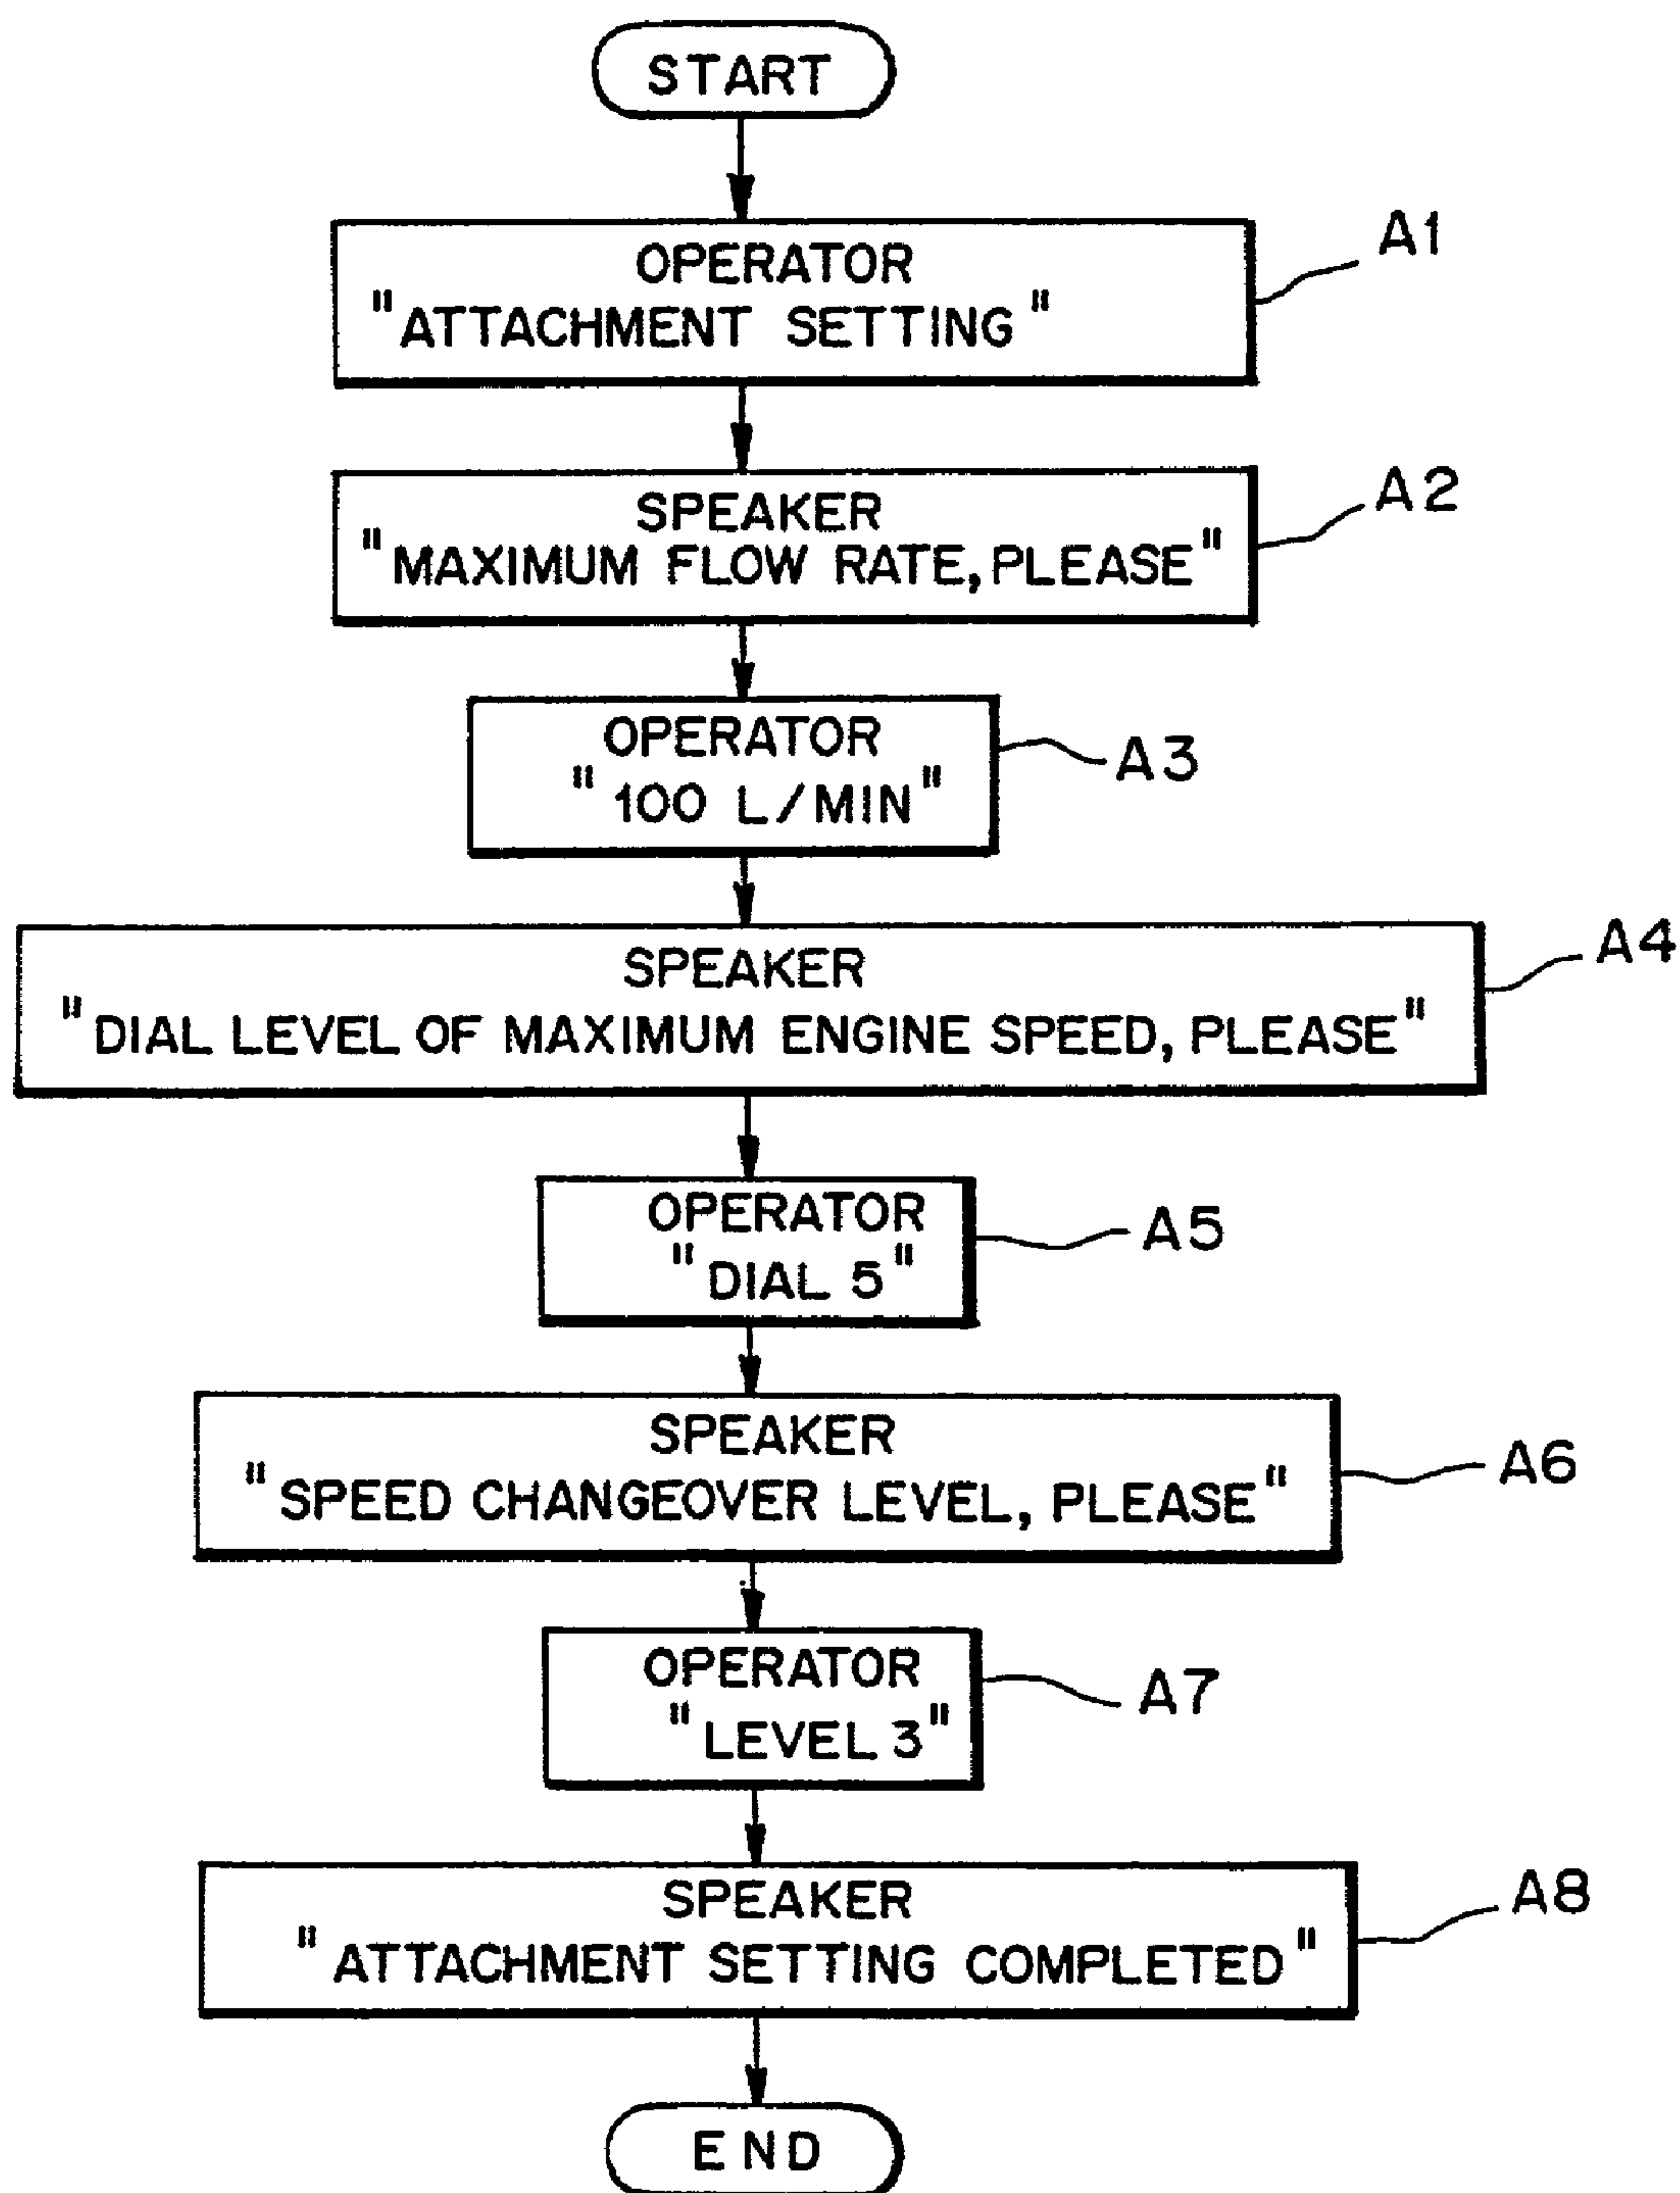 START
OPERATOR
"ATTACHMENT SETTING"
A1
SPEAKER
"MAXIMUM FLOW RATE, PLEASE"
A2
OPERATOR
"100 L/MIN"
A3
SPEAKER
"DIAL LEVEL OF MAXIMUM ENGINE SPEED, PLEASE"
A4
OPERATOR
"DIAL 5"
A5
SPEAKER
"SPEED CHANGEOVER LEVEL, PLEASE"
A6
OPERATOR
"LEVEL 3"
A7
SPEAKER
"ATTACHMENT SETTING COMPLETED"
A8
END